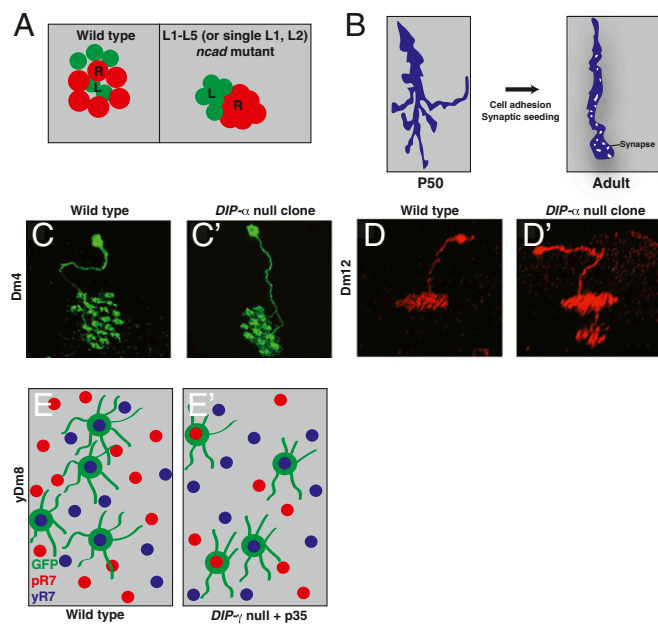 A
Wild type
L1-L5 (or single L1, L2)
ncad mutant
R
L
L
R
B
Cell adhesion
Synaptic seeding
Synapse
P50
Adult
Wild type
DIP-α null clone
Wild type
DIP-α null clone
C
C'
D
D'
Dm4
Dm12
E
E'
yDm8
GFP
pR7
yR7
Wild type
DIP-γ null + p35